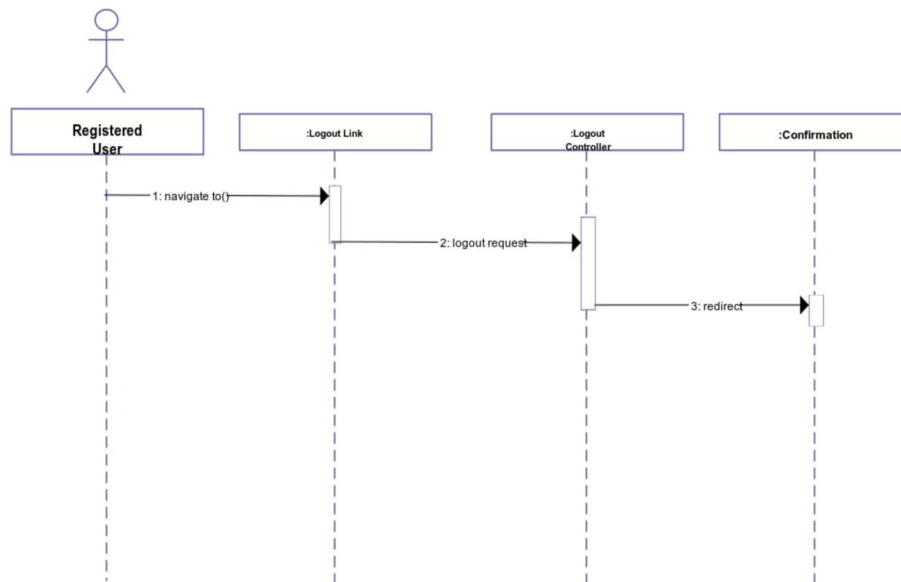 Registered
User
:Logout Link
:Logout
Controller
:Confirmation
1: navigate to()
2: logout request
3: redirect